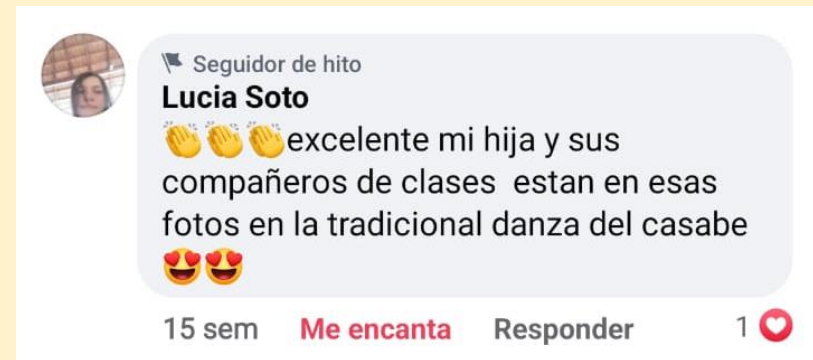 Seguidor de hito
Lucia Soto
👏👏👏excelente mi hija y sus
compañeros de clases estan en esas
fotos en la tradicional danza del casabe
😍😍
15 sem Me encanta Responder 1